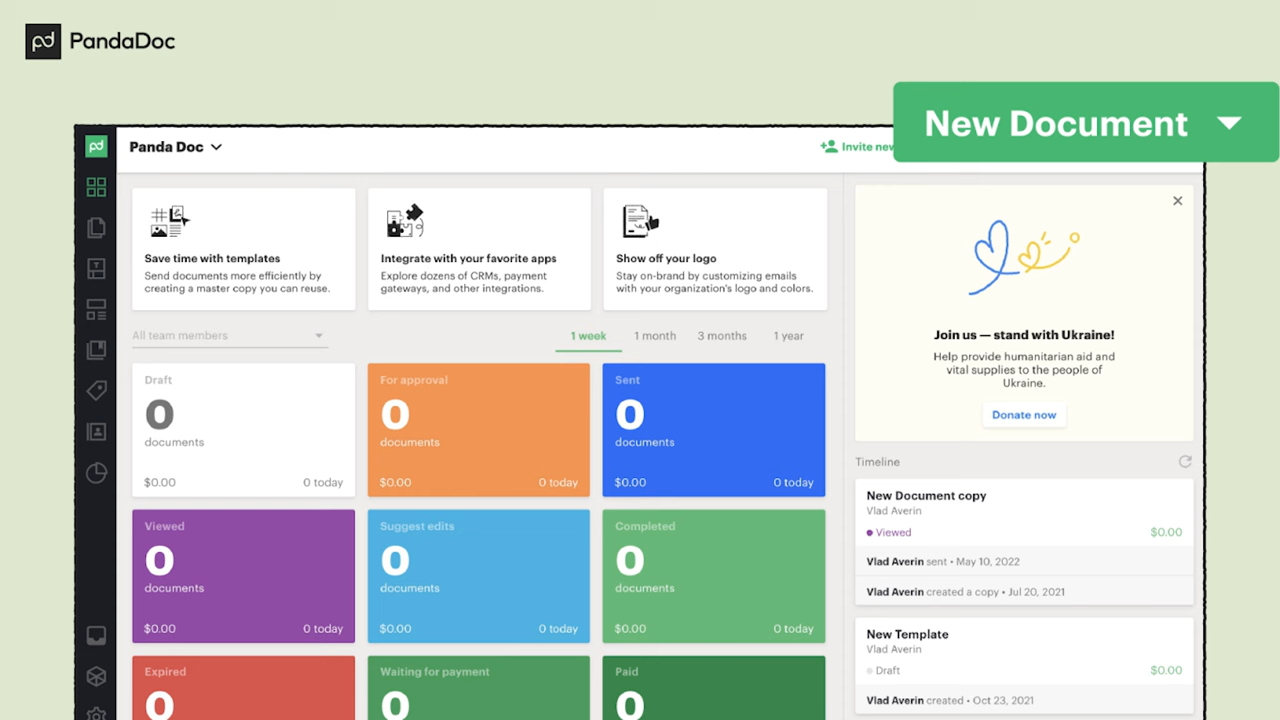 pd PandaDoc
New Document
pd
Panda Doc
Invite new
Save time with templates
Send documents more efficiently by
creating a master copy you can reuse.
Integrate with your favorite apps
Explore dozens of CRMs, payment
gateways, and other integrations.
Show off your logo
Stay on-brand by customizing emails
with your organization's logo and colors.
All team members
1 week 1 month 3 months 1 year
Draft
0
documents
$0.00 0 today
For approval
0
documents
$0.00 0 today
Sent
0
documents
$0.00 0 today
Viewed
0
documents
$0.00 0 today
Suggest edits
0
documents
$0.00 0 today
Completed
0
documents
$0.00 0 today
Expired
0
Waiting for payment
0
Paid
0
Join us — stand with Ukraine!
Help provide humanitarian aid and
vital supplies to the people of
Ukraine.
Donate now
Timeline
New Document copy
Vlad Averin
Viewed $0.00
Vlad Averin sent • May 10, 2022
Vlad Averin created a copy • Jul 20, 2021
New Template
Vlad Averin
Draft $0.00
Vlad Averin created • Oct 23, 2021